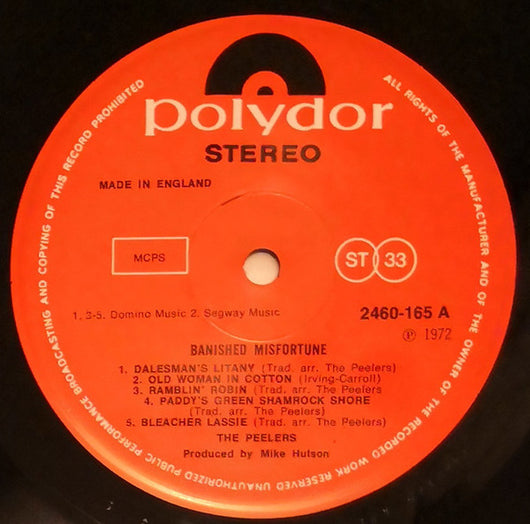 polydor
STEREO
MADE IN ENGLAND
MCPS
ST 33
1, 3-5. Domino Music 2. Segway Music
2460-165 A
℗ 1972
BANISHED MISFORTUNE
1. DALESMAN'S LITANY (Trad. arr. The Peelers)
2. OLD WOMAN IN COTTON (Irving-Carroll)
3. RAMBLIN' ROBIN (Trad. arr. The Peelers)
4. PADDY'S GREEN SHAMROCK SHORE
(Trad. arr. The Peelers)
5. BLEACHER LASSIE (Trad. arr. The Peelers)
THE PEELERS
Produced by Mike Hutson
ALL RIGHTS OF THE MANUFACTURER AND OF THE OWNER OF THE RECORDED WORK RESERVED UNAUTHORIZED PUBLIC PERFORMANCE BROADCASTING AND COPYING OF THIS RECORD PROHIBITED